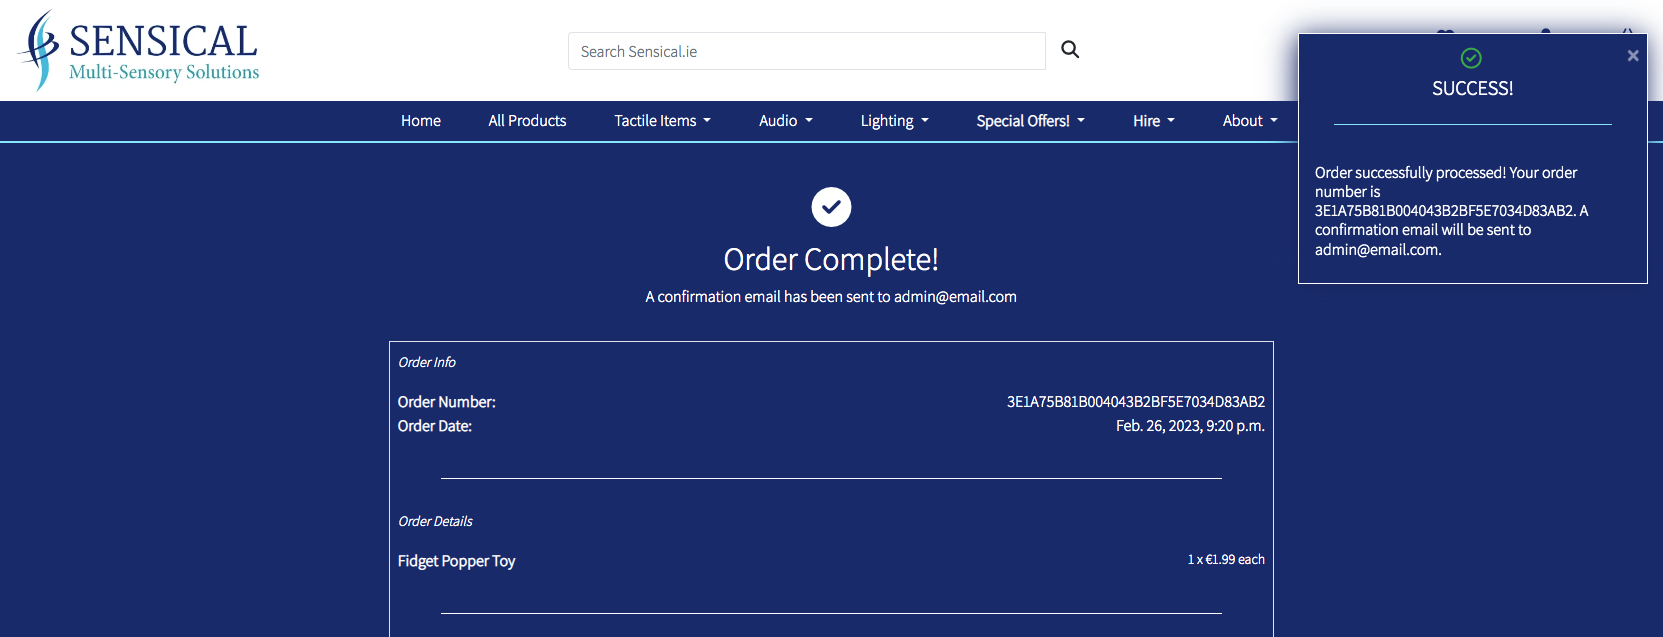 SENSICAL
Multi-Sensory Solutions
Search Sensical.ie
Home All Products Tactile Items Audio Lighting Special Offers! Hire About
SUCCESS!
Order successfully processed! Your order
number is
3E1A75B81B004043B2BF5E7034D83AB2. A
confirmation email will be sent to
admin@email.com.
Order Complete!
A confirmation email has been sent to admin@email.com
Order Info
Order Number: 3E1A75B81B004043B2BF5E7034D83AB2
Order Date: Feb. 26, 2023, 9:20 p.m.
Order Details
Fidget Popper Toy 1 x €1.99 each